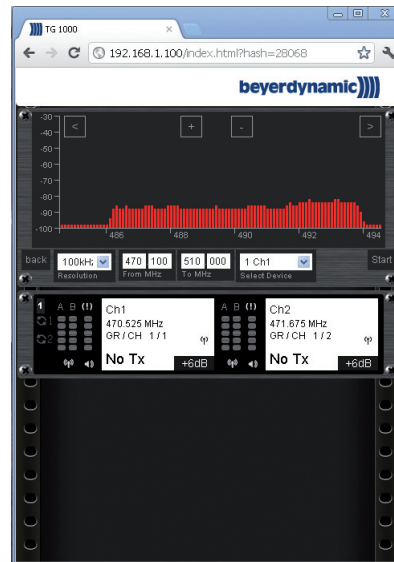 TG 1000
192.168.1.100/index.html?hash=28068
beyerdynamic))))
-30
-40
-50
-60
-70
-80
-90
-100
< + - >
486 488 490 492 494
back 100kHz 470 100 510 000 1 Ch1 Start
Resolution From MHz To MHz Select Device
1 A B (!) Ch1 A B (!) Ch2
1 470.525 MHz 471.675 MHz
2 GR/CH 1/1 GR/CH 1/2
No Tx +6dB No Tx +6dB